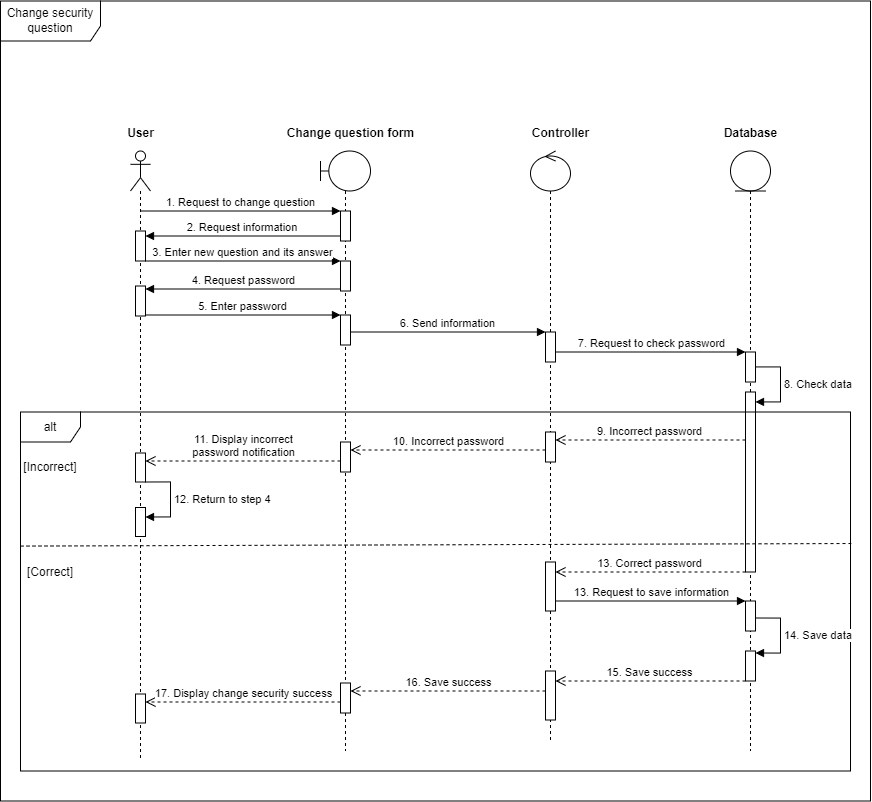 Change security
question
User
Change question form
Controller
Database
1. Request to change question
2. Request information
3. Enter new question and its answer
4. Request password
5. Enter password
6. Send information
7. Request to check password
8. Check data
alt
[Incorrect]
9. Incorrect password
10. Incorrect password
11. Display incorrect
password notification
12. Return to step 4
[Correct]
13. Correct password
13. Request to save information
14. Save data
15. Save success
16. Save success
17. Display change security success